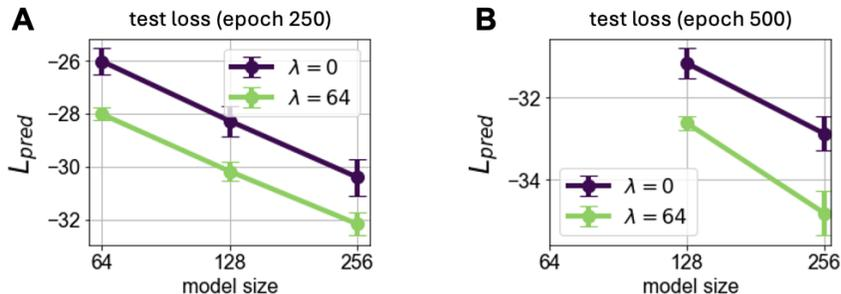 A
test loss (epoch 250)
L_pred
−26
−28
−30
−32
λ = 0
λ = 64
64
128
256
model size
B
test loss (epoch 500)
L_pred
−32
−34
λ = 0
λ = 64
64
128
256
model size